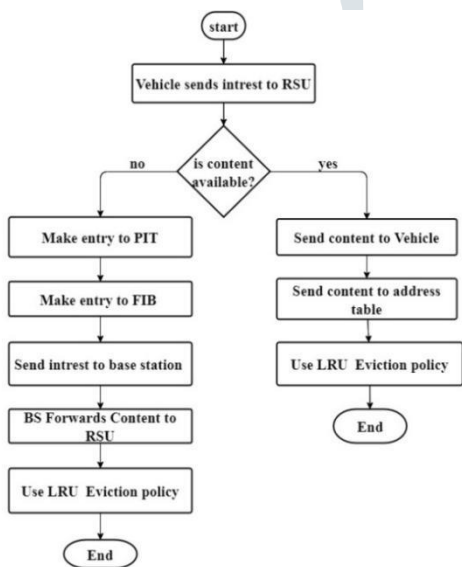 start
Vehicle sends intrest to RSU
is content
available?
no
yes
Make entry to PIT
Make entry to FIB
Send intrest to base station
BS Forwards Content to
RSU
Use LRU Eviction policy
End
Send content to Vehicle
Send content to address
table
Use LRU Eviction policy
End